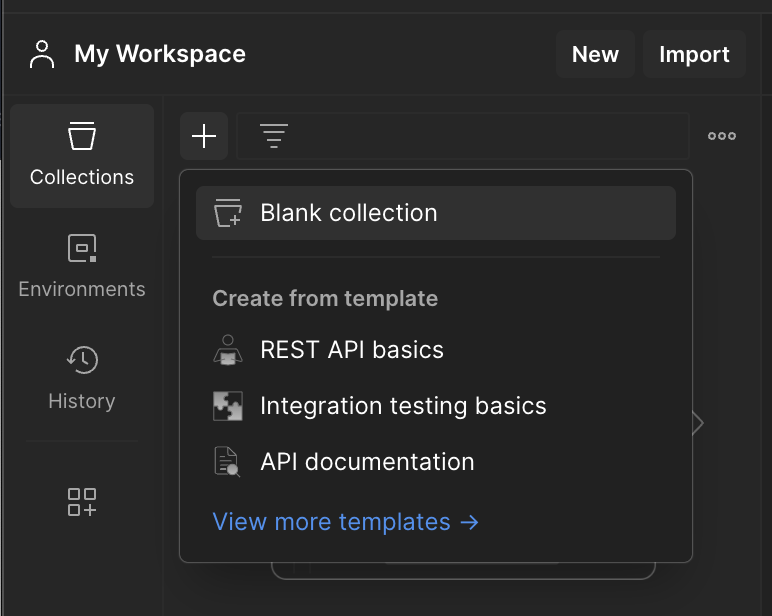 My Workspace
New
Import
Collections
Environments
History
Blank collection
Create from template
REST API basics
Integration testing basics
API documentation
View more templates →